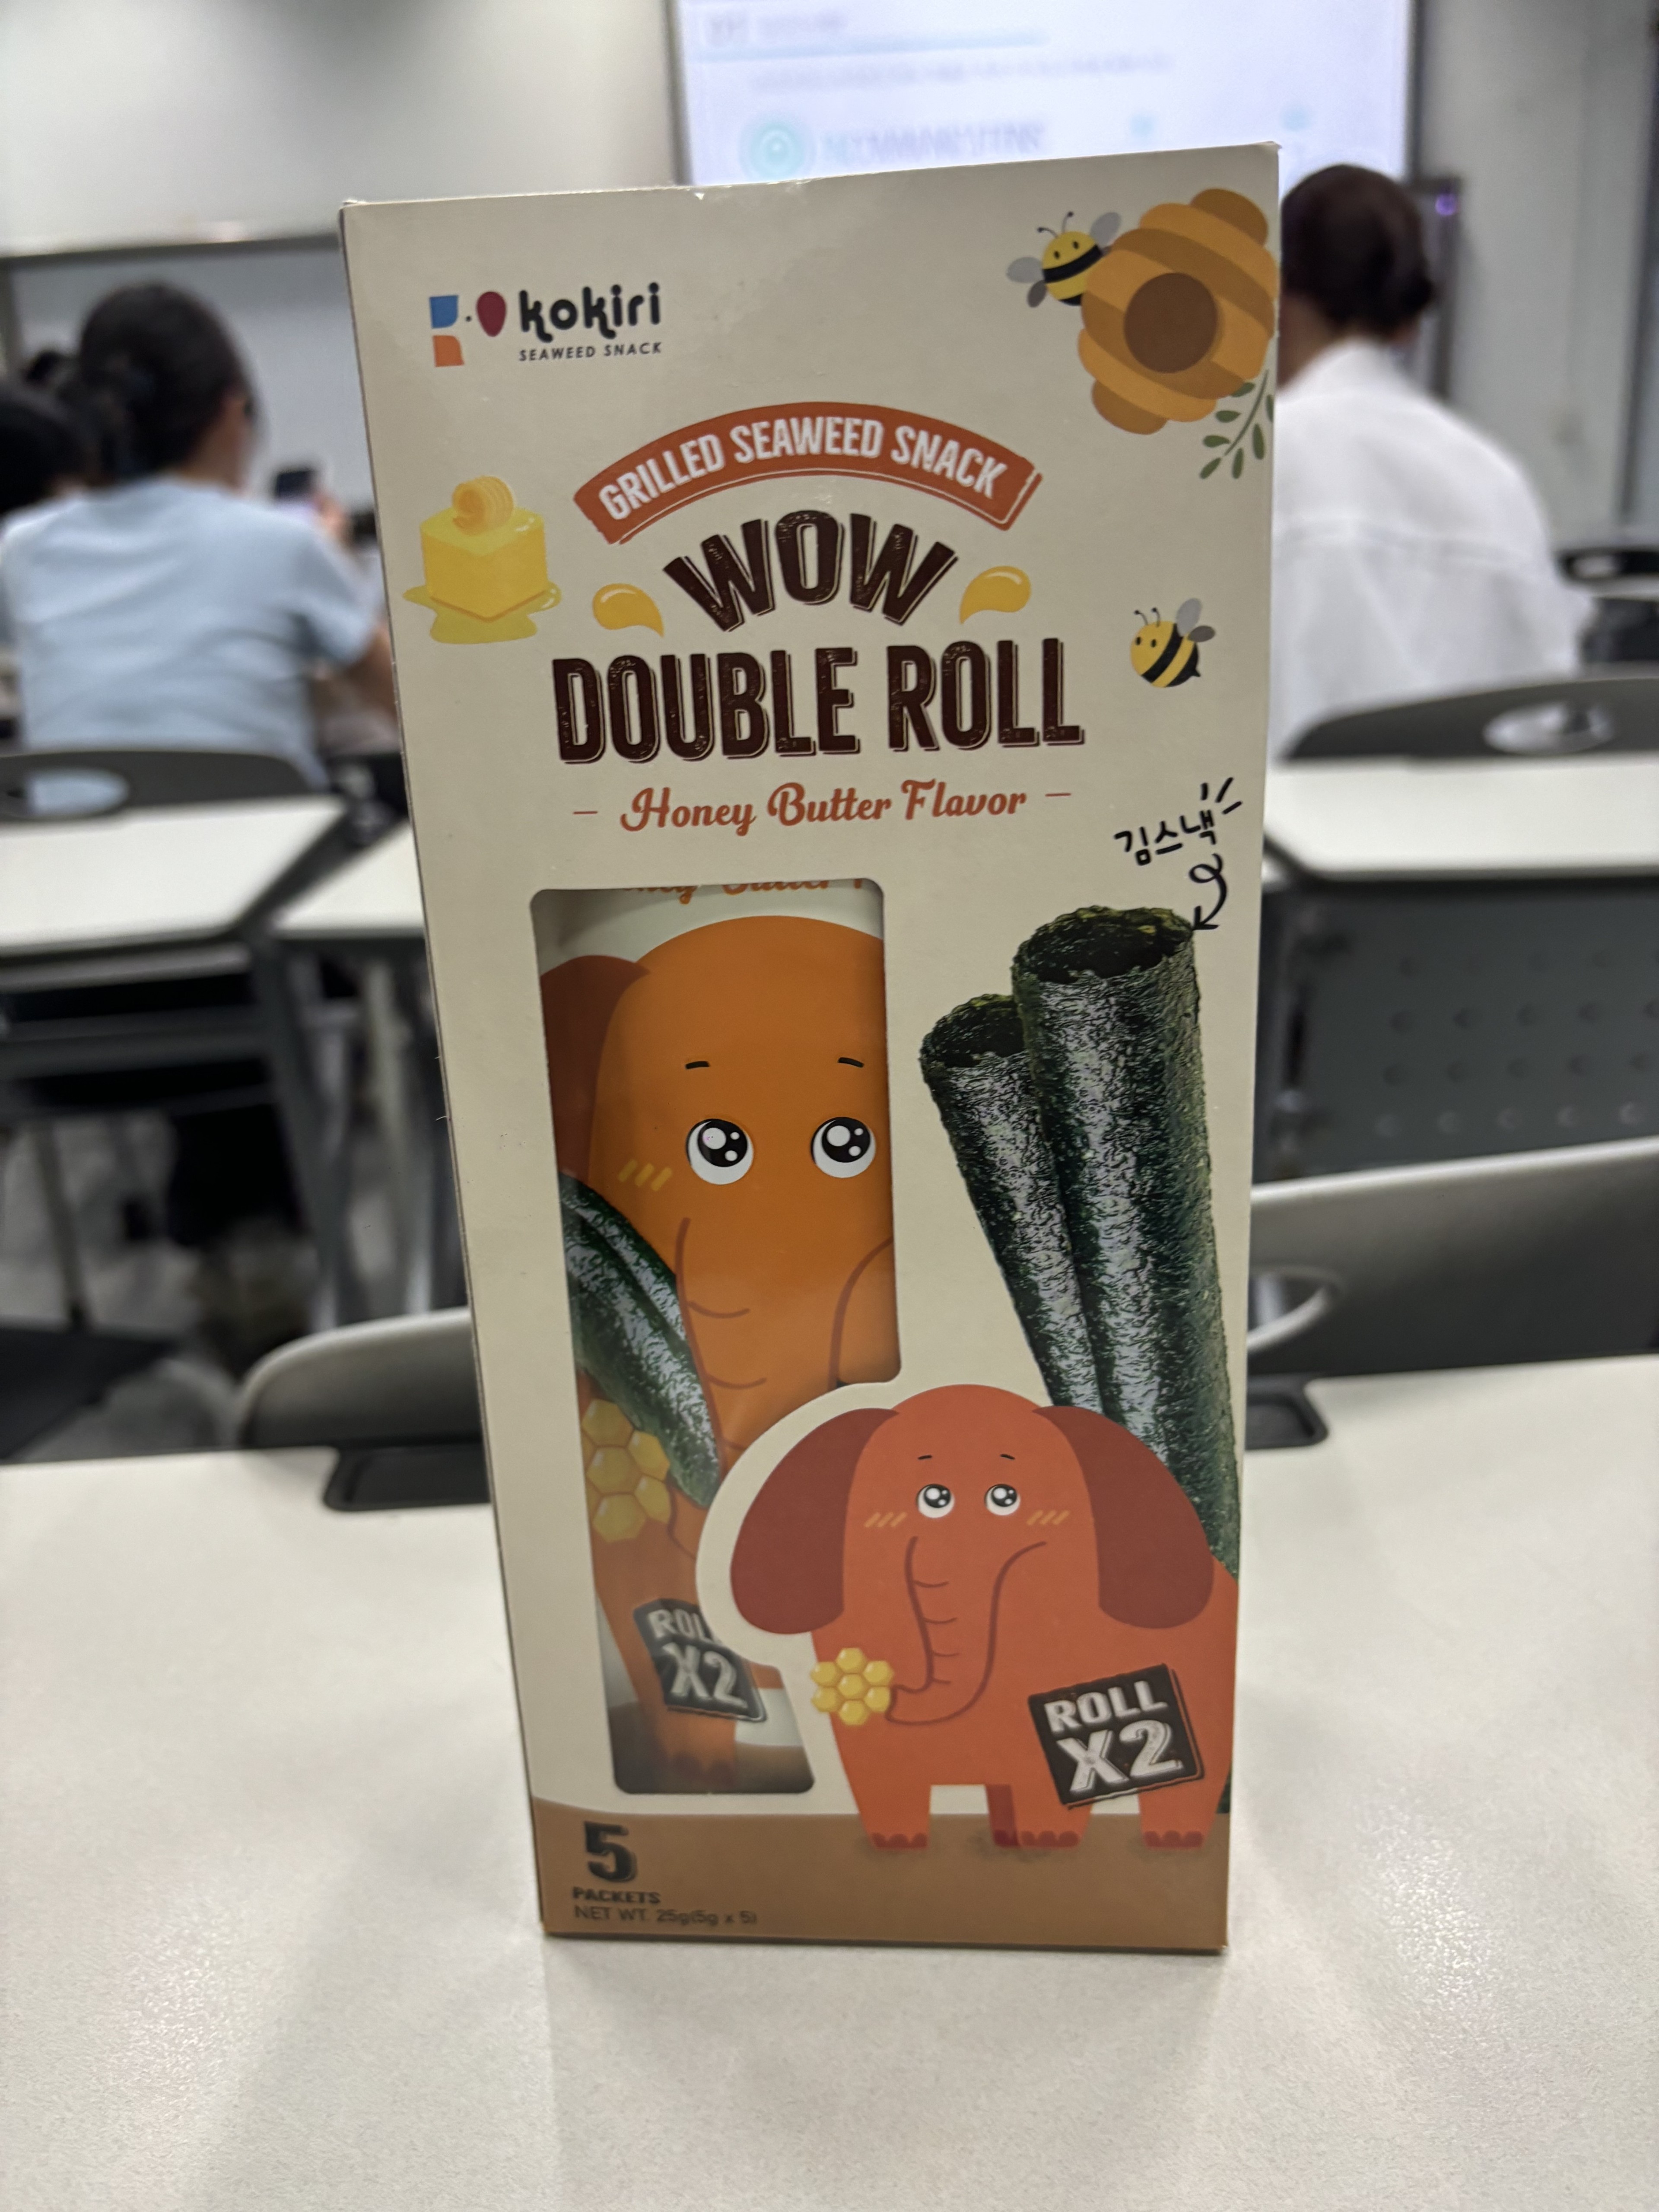 kokiri
SEAWEED SNACK
GRILLED SEAWEED SNACK
WOW
DOUBLE ROLL
Honey Butter Flavor
김스낵
ROLL
X2
ROLL
X2
5
PACKETS
NET WT. 25g(5g x 5)